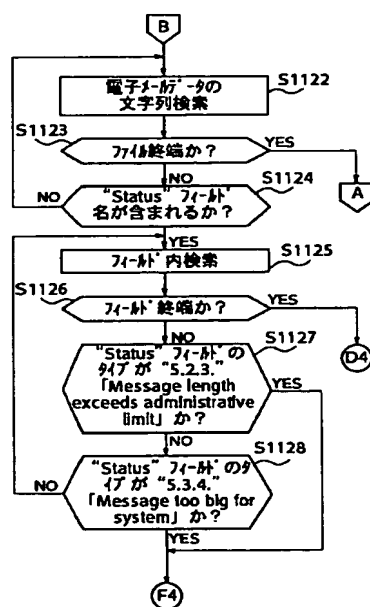 B
電子メールデータの
文字列検索
S1122
S1123
ファイル終端か？
YES
NO
A
S1124
NO
“Status” フィールド
名が含まれるか？
YES
S1125
フィールド内検索
S1126
フィールド終端か？
YES
NO
D4
S1127
“Status” フィールドの
タイプが “5.2.3.”
「Message length
exceeds administrative
limit」か？
YES
NO
S1128
“Status” フィールドのタ
イプが “5.3.4.”
「Message too big for
system」か？
NO
YES
F4